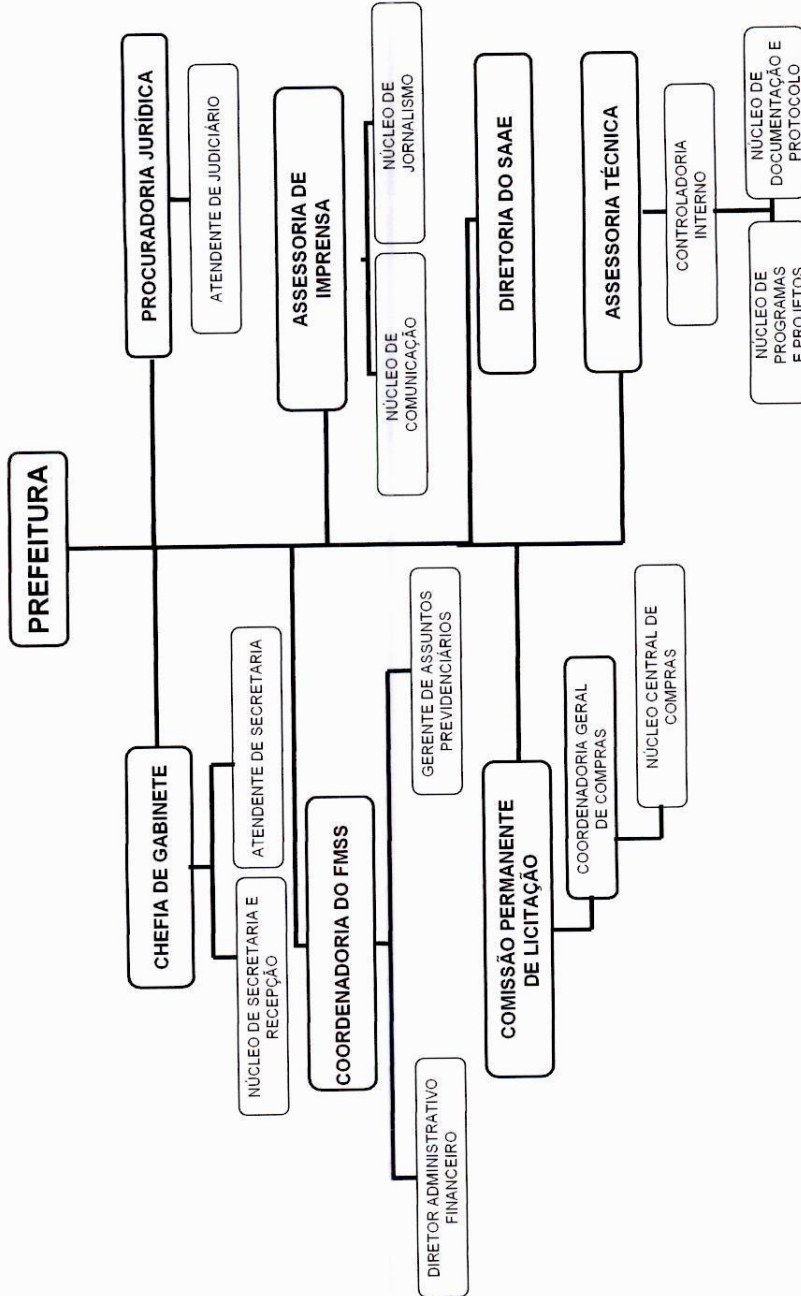 PREFEITURA
CHEFIA DE GABINETE
NÚCLEO DE SECRETARIA E
RECEPÇÃO
ATENDENTE DE SECRETARIA
PROCURADORIA JURÍDICA
ATENDENTE DE JUDICIÁRIO
COORDENADORIA DO FMSS
DIRETOR ADMINISTRATIVO
FINANCEIRO
GERENTE DE ASSUNTOS
PREVIDENCIÁRIOS
ASSESSORIA DE
IMPRENSA
NÚCLEO DE
COMUNICAÇÃO
NÚCLEO DE
JORNALISMO
COMISSÃO PERMANENTE
DE LICITAÇÃO
COORDENADORIA GERAL
DE COMPRAS
NÚCLEO CENTRAL DE
COMPRAS
DIRETORIA DO SAAE
ASSESSORIA TÉCNICA
CONTROLADORIA
INTERNO
NÚCLEO DE
PROGRAMAS
E PROJETOS
NÚCLEO DE
DOCUMENTAÇÃO E
PROTOCOLO